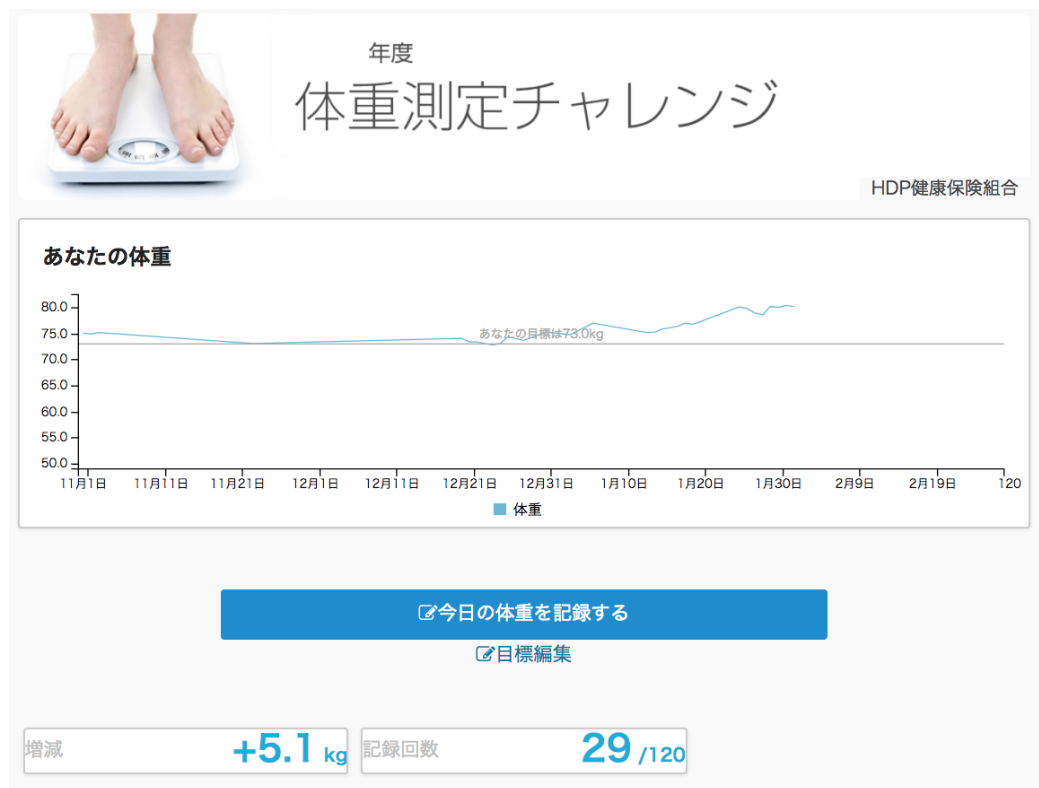 年度
体重測定チャレンジ
HDP健康保険組合
あなたの体重
80.0
75.0
70.0
65.0
60.0
55.0
50.0
あなたの目標は73.0kg
11月1日 11月11日 11月21日 12月1日 12月11日 12月21日 12月31日 1月10日 1月20日 1月30日 2月9日 2月19日 120
体重
今日の体重を記録する
目標編集
増減 +5.1 kg 記録回数 29 /120